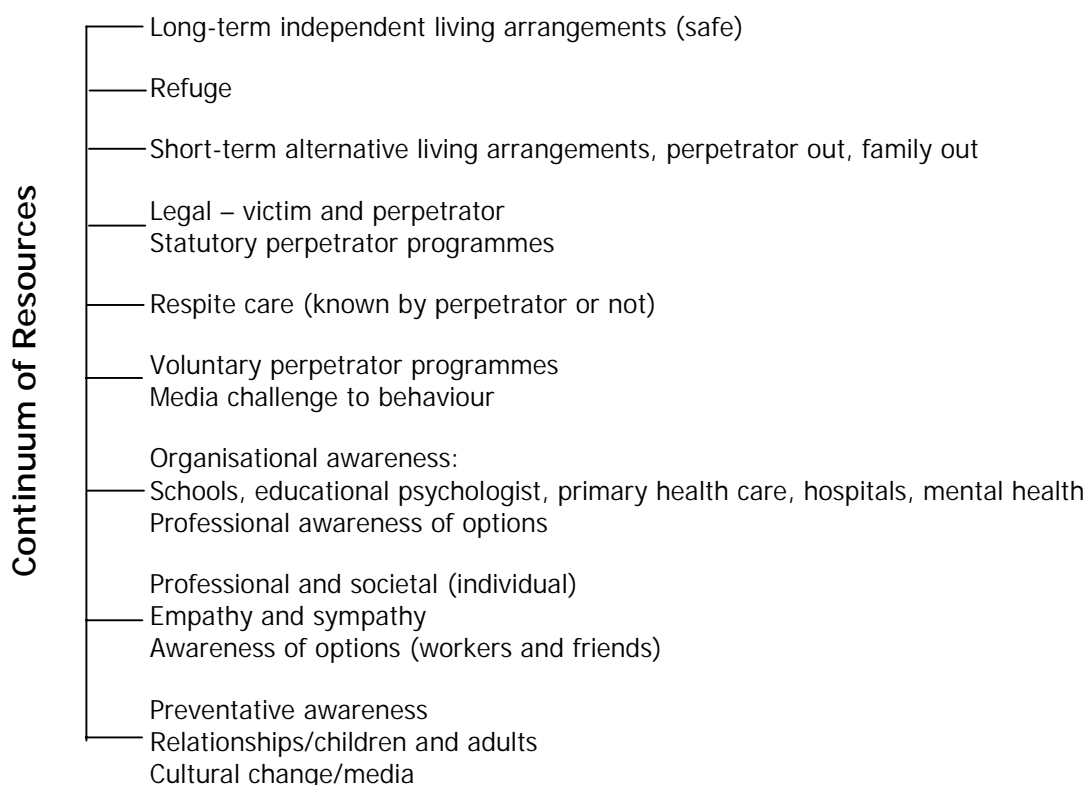 Continuum of Resources
Long-term independent living arrangements (safe)
Refuge
Short-term alternative living arrangements, perpetrator out, family out
Legal – victim and perpetrator
Statutory perpetrator programmes
Respite care (known by perpetrator or not)
Voluntary perpetrator programmes
Media challenge to behaviour
Organisational awareness:
Schools, educational psychologist, primary health care, hospitals, mental health
Professional awareness of options
Professional and societal (individual)
Empathy and sympathy
Awareness of options (workers and friends)
Preventative awareness
Relationships/children and adults
Cultural change/media